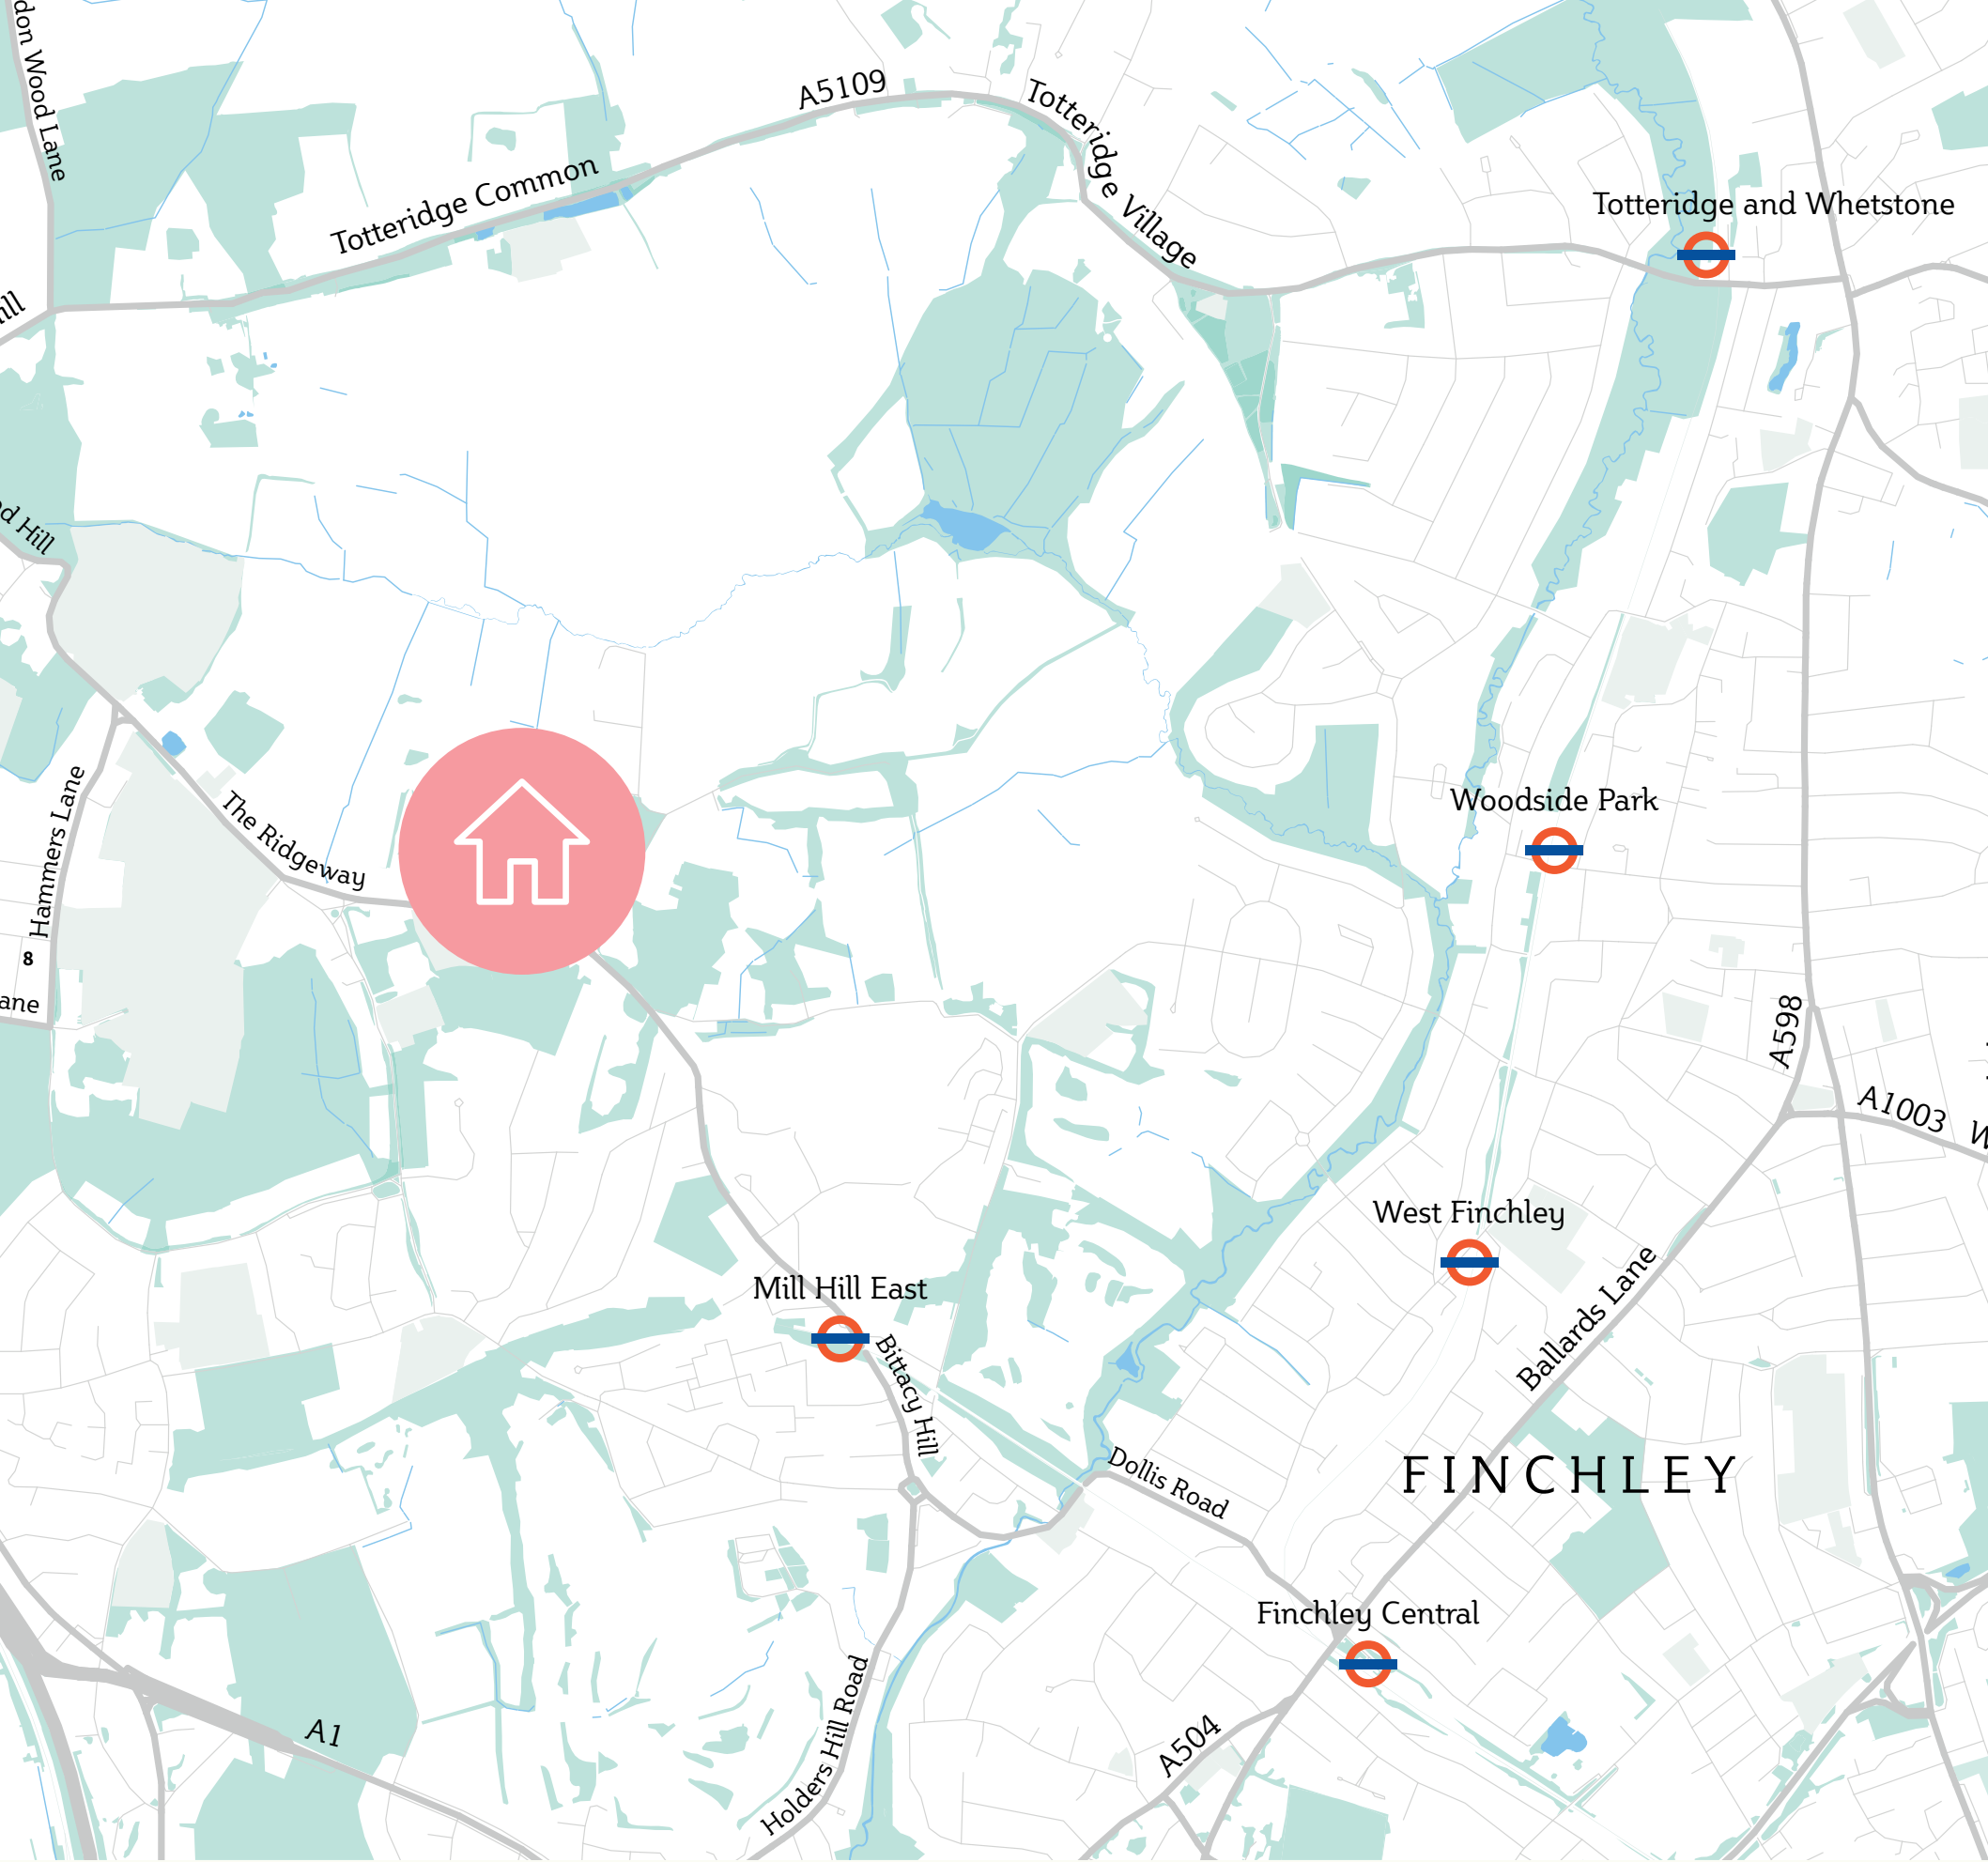 don Wood Lane
A5109
Totteridge Village
Totteridge Common
Totteridge and Whetstone
ill
d Hill
Woodside Park
Hammers Lane
The Ridgeway
8
ane
A598
A1003
W
West Finchley
Mill Hill East
Bittacy Hill
Ballards Lane
Dollis Road
FINCHLEY
Finchley Central
Holders Hill Road
A1
A504